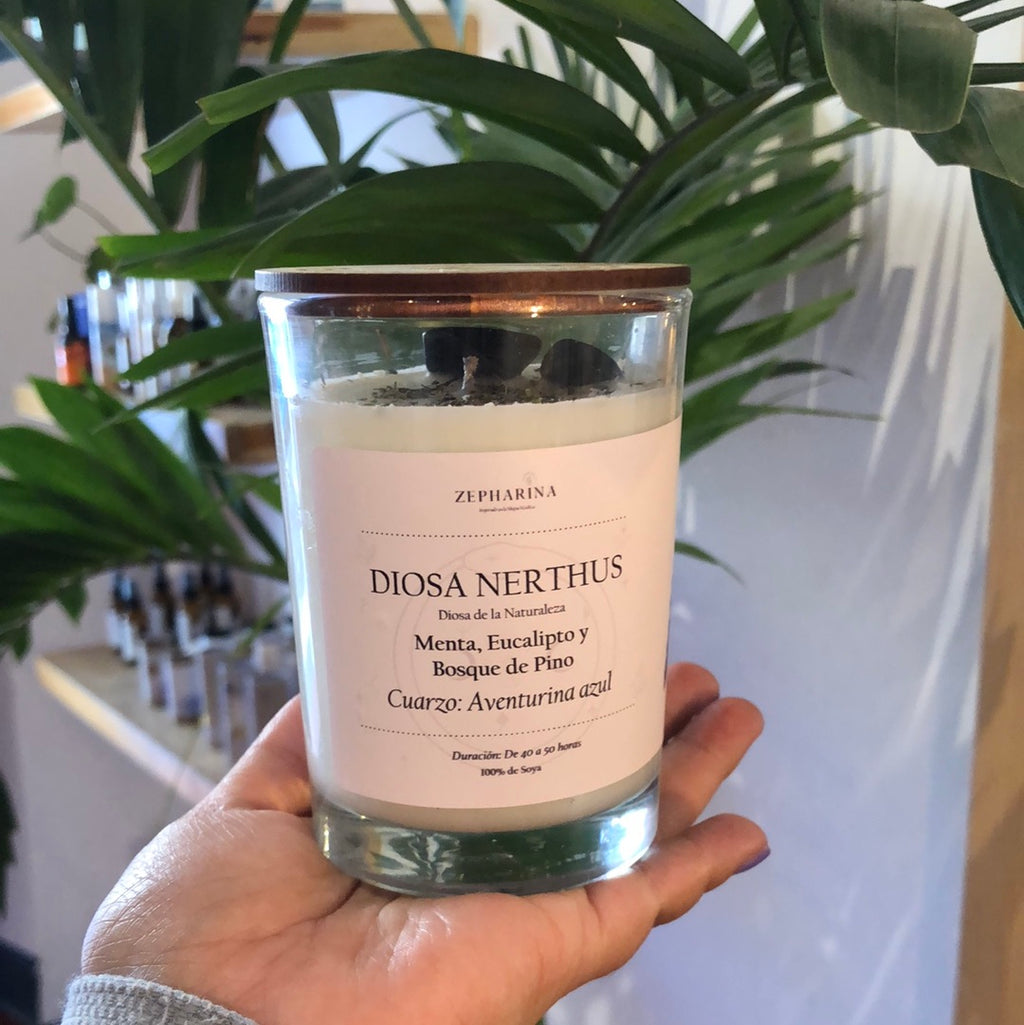 ZEPHARINA
DIOSA NERTHUS
Diosa de la Naturaleza
Menta, Eucalipto y
Bosque de Pino
Cuarzo: Aventurina azul
Duración: De 40 a 50 horas
100% de Soya